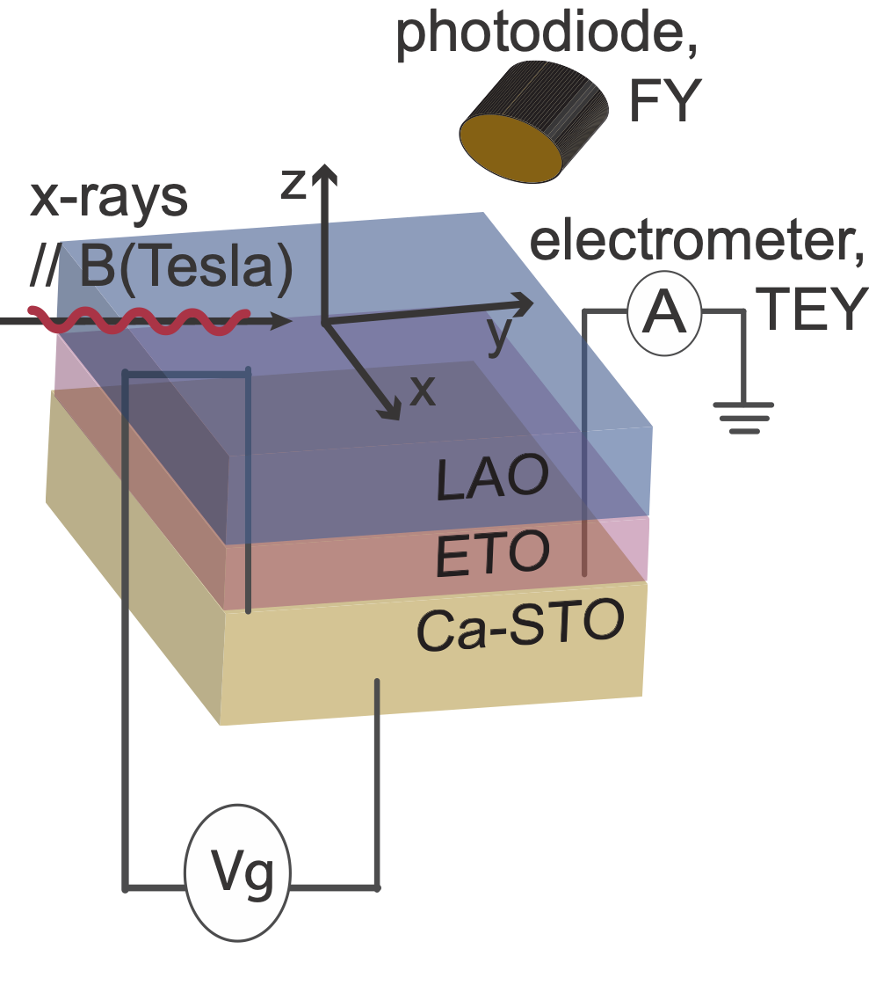 photodiode,
FY
z
x-rays
// B(Tesla)
electrometer,
A
TEY
y
x
LAO
ETO
Ca-STO
Vg